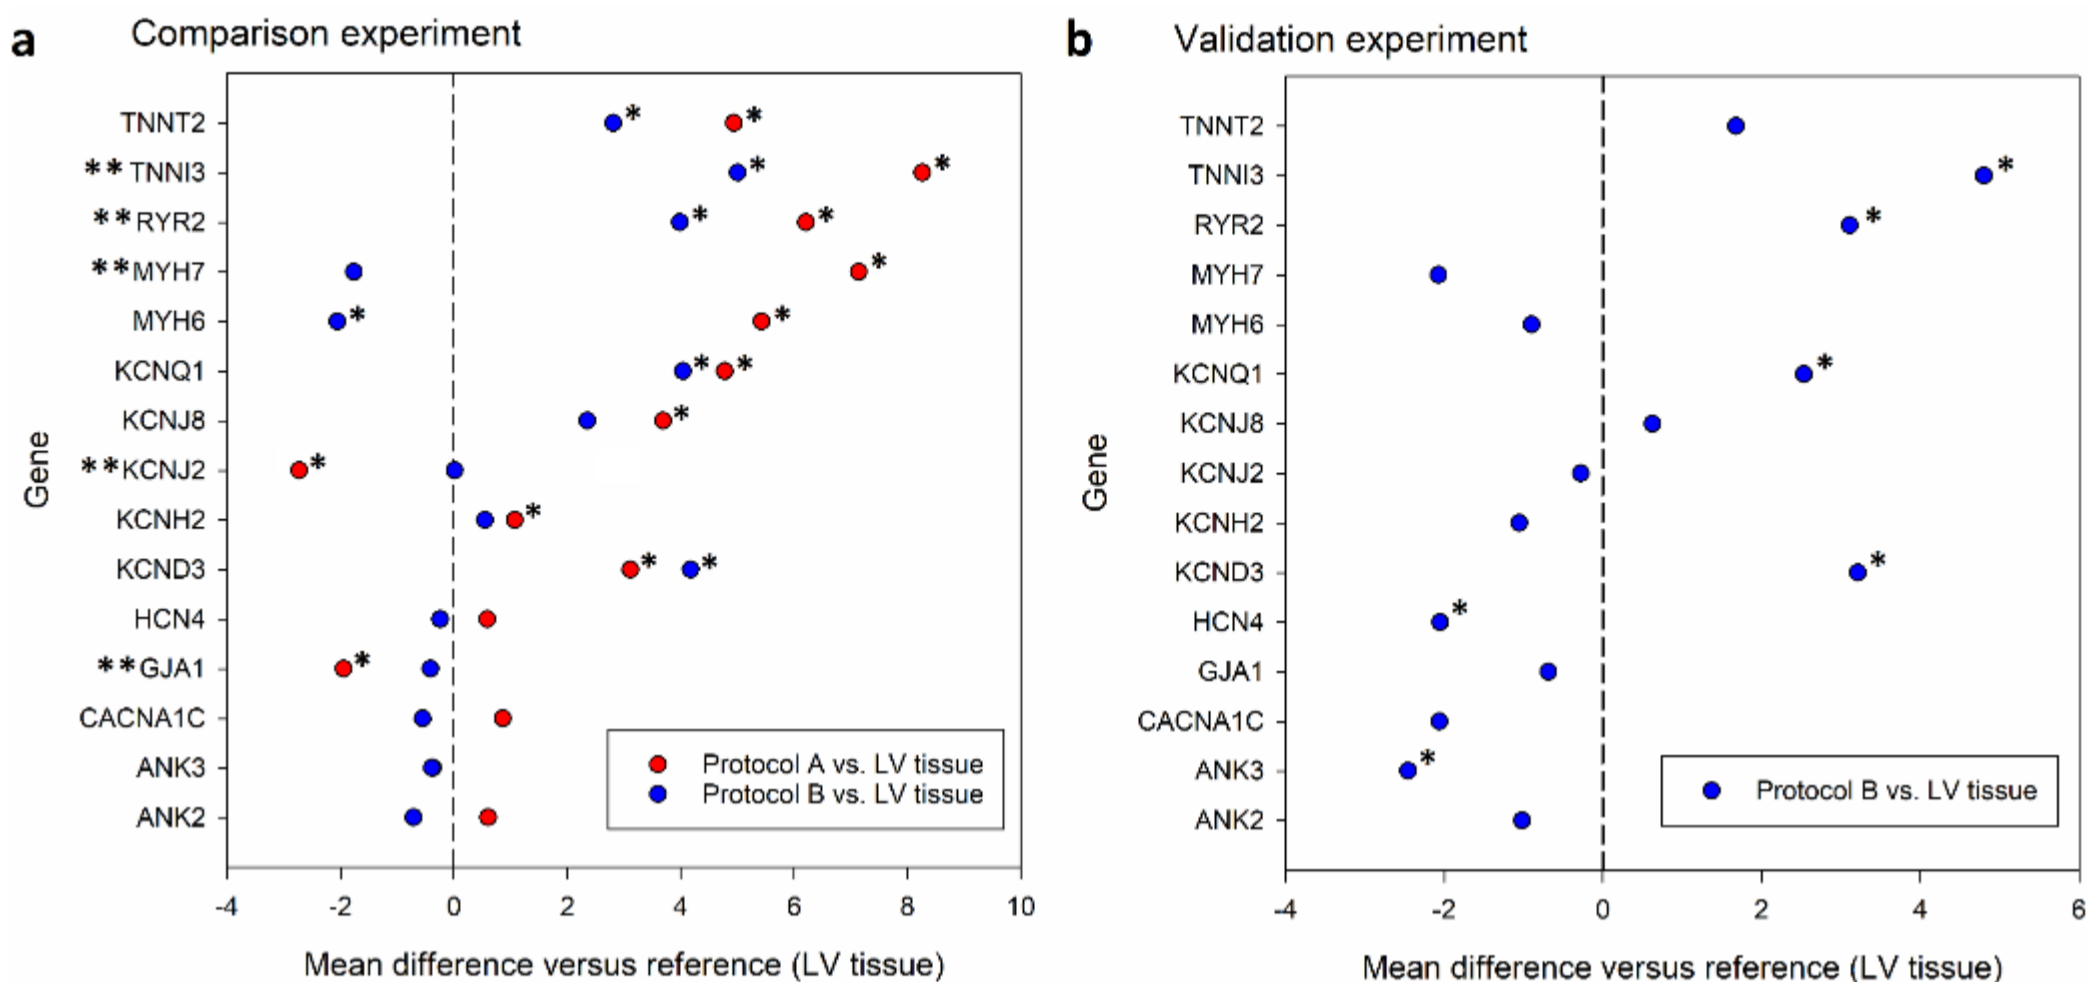 a
Comparison experiment
TNNT2 * *
** TNNI3 * *
**RYR2 * *
**MYH7 *
MYH6 * *
KCNQ1 * *
KCNJ8 *
**KCNJ2 *
KCNH2 *
KCND3 * *
HCN4
**GJA1 *
CACNA1C
ANK3
ANK2
Gene
Protocol A vs. LV tissue
Protocol B vs. LV tissue
-4 -2 0 2 4 6 8 10
Mean difference versus reference (LV tissue)
b
Validation experiment
TNNT2
TNNI3 *
RYR2 *
MYH7
MYH6
KCNQ1 *
KCNJ8
KCNJ2
KCNH2
KCND3 *
HCN4 *
GJA1
CACNA1C
ANK3 *
ANK2
Gene
Protocol B vs. LV tissue
-4 -2 0 2 4 6
Mean difference versus reference (LV tissue)